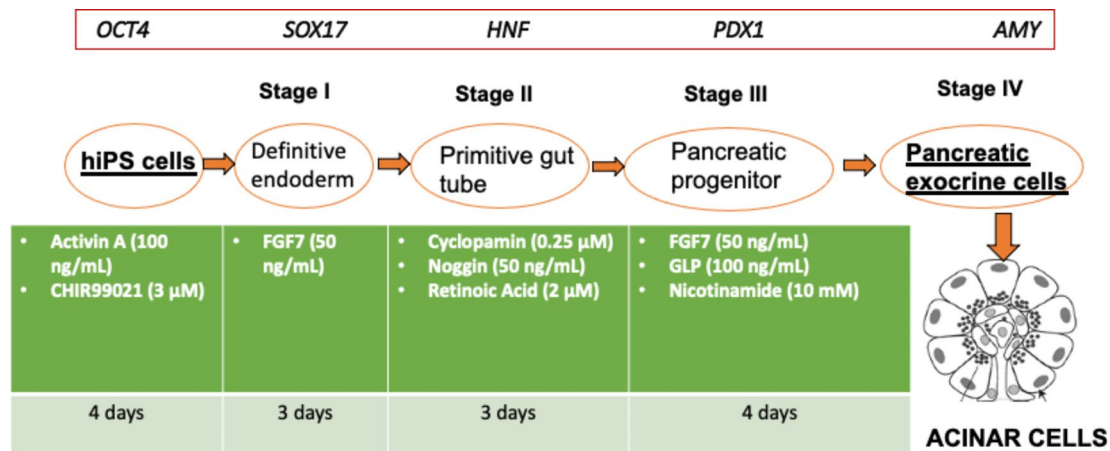 OCT4 SOX17 HNF PDX1 AMY
Stage I
Stage II
Stage III
Stage IV
hiPS cells
Definitive
endoderm
Primitive gut
tube
Pancreatic
progenitor
Pancreatic
exocrine cells
• Activin A (100
ng/mL)
• CHIR99021 (3 µM)
• FGF7 (50
ng/mL)
• Cyclopamin (0.25 µM)
• Noggin (50 ng/mL)
• Retinoic Acid (2 µM)
• FGF7 (50 ng/mL)
• GLP (100 ng/mL)
• Nicotinamide (10 mM)
4 days
3 days
3 days
4 days
ACINAR CELLS